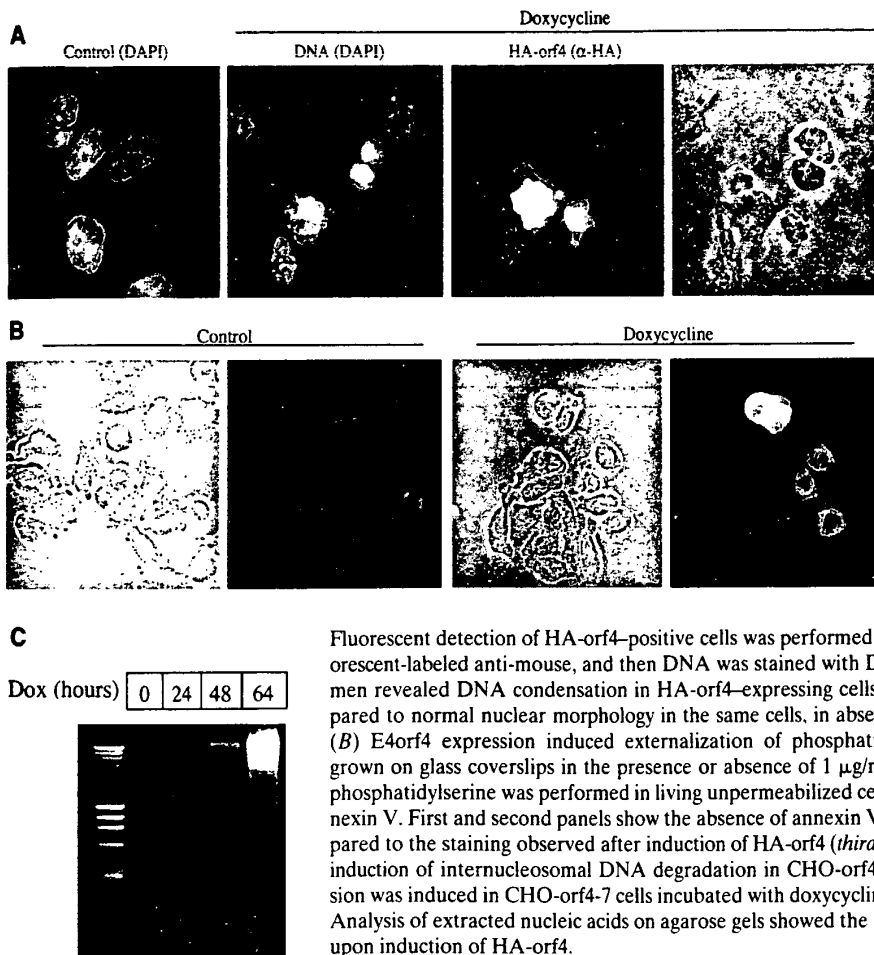 Doxycycline
A
Control (DAPI) DNA (DAPI) HA-orf4 (α-HA)
B
Control Doxycycline
C
Dox (hours) 0 24 48 64
Fluorescent detection of HA-orf4–positive cells was performed
orescent-labeled anti-mouse, and then DNA was stained with D
men revealed DNA condensation in HA-orf4–expressing cells
pared to normal nuclear morphology in the same cells, in abse
(B) E4orf4 expression induced externalization of phosphat
grown on glass coverslips in the presence or absence of 1 μg/r
phosphatidylserine was performed in living unpermeabilized ce
nexin V. First and second panels show the absence of annexin V
pared to the staining observed after induction of HA-orf4 (third
induction of internucleosomal DNA degradation in CHO-orf4
sion was induced in CHO-orf4-7 cells incubated with doxyclin
Analysis of extracted nucleic acids on agarose gels showed the
upon induction of HA-orf4.